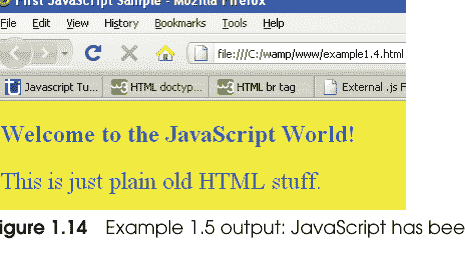 First JavaScript Sample - Mozilla Firefox
File Edit View History Bookmarks Tools Help
file:///C:/wamp/www/example1.4.html
Javascript Tu... HTML doctyp... HTML br tag External .js F
Welcome to the JavaScript World!
This is just plain old HTML stuff.
igure 1.14 Example 1.5 output: JavaScript has bee